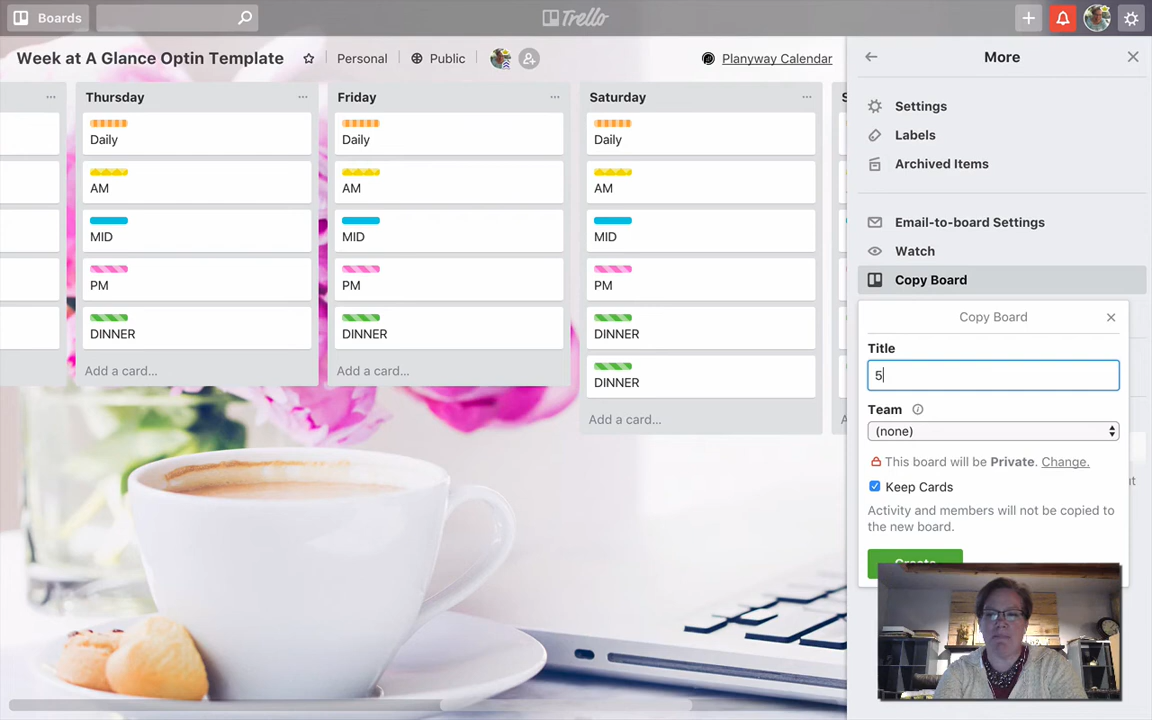 Boards
Trello
Week at A Glance Optin Template
Personal
Public
Planyway Calendar
Thursday
Daily
AM
MID
PM
DINNER
Add a card...
Friday
Daily
AM
MID
PM
DINNER
Add a card...
Saturday
Daily
AM
MID
PM
DINNER
DINNER
Add a card...
More
Settings
Labels
Archived Items
Email-to-board Settings
Watch
Copy Board
Copy Board
Title
5
Team
(none)
This board will be Private. Change.
Keep Cards
Activity and members will not be copied to
the new board.
Create